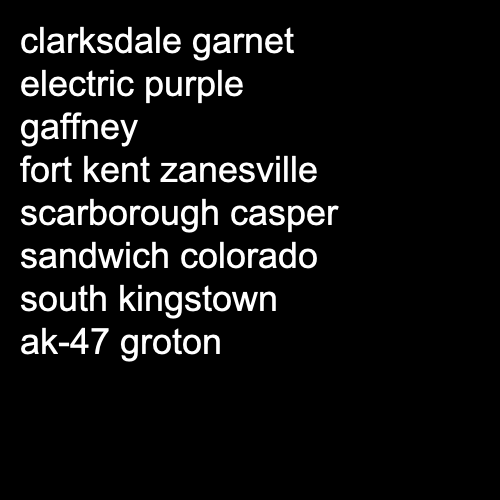 clarksdale garnet
electric purple
gaffney
fort kent zanesville
scarborough casper
sandwich colorado
south kingstown
ak-47 groton